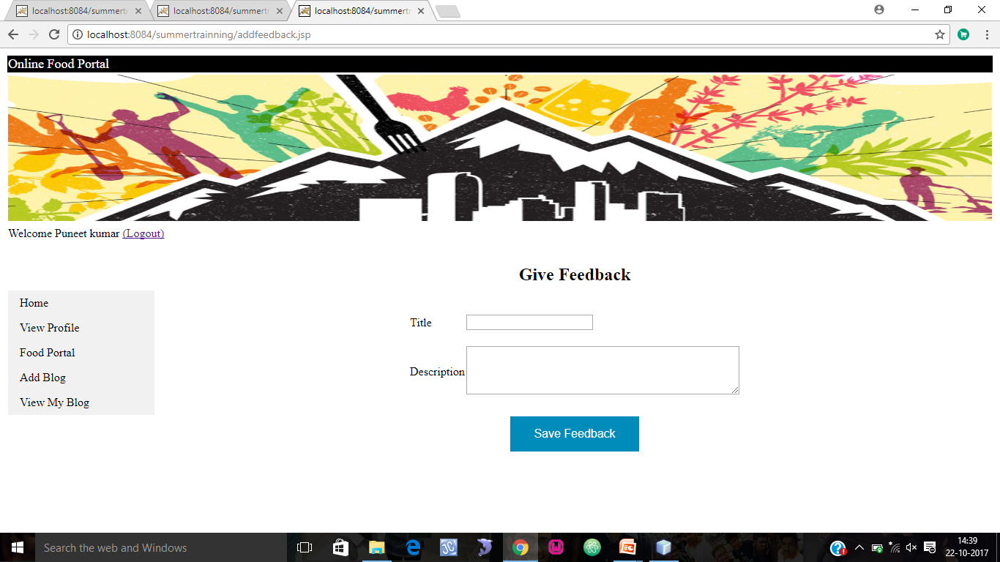 localhost:8084/summertr
localhost:8084/summertr
localhost:8084/summertr
localhost:8084/summertrainning/addfeedback.jsp
Online Food Portal
Welcome Puneet kumar (Logout)
Give Feedback
Home
View Profile
Food Portal
Add Blog
View My Blog
Title
Description
Save Feedback
Search the web and Windows
14:39
22-10-2017